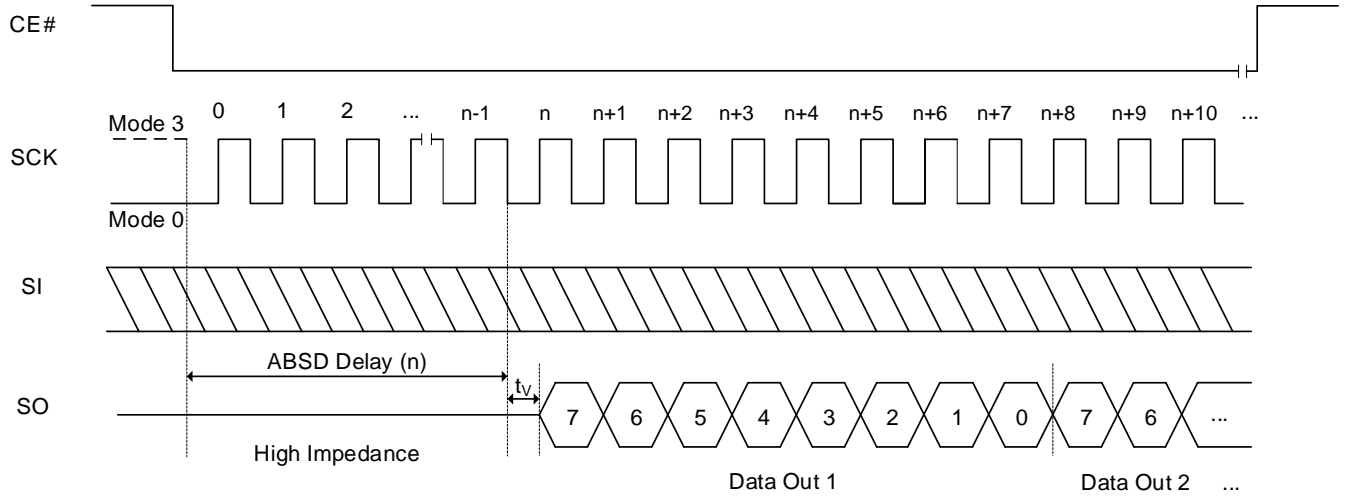 CE#
0 1 2 ... n-1 n n+1 n+2 n+3 n+4 n+5 n+6 n+7 n+8 n+9 n+10 ...
Mode 3
SCK
Mode 0
SI
ABSD Delay (n)
tV
SO
7 6 5 4 3 2 1 0 7 6 ...
High Impedance
Data Out 1 Data Out 2 ...